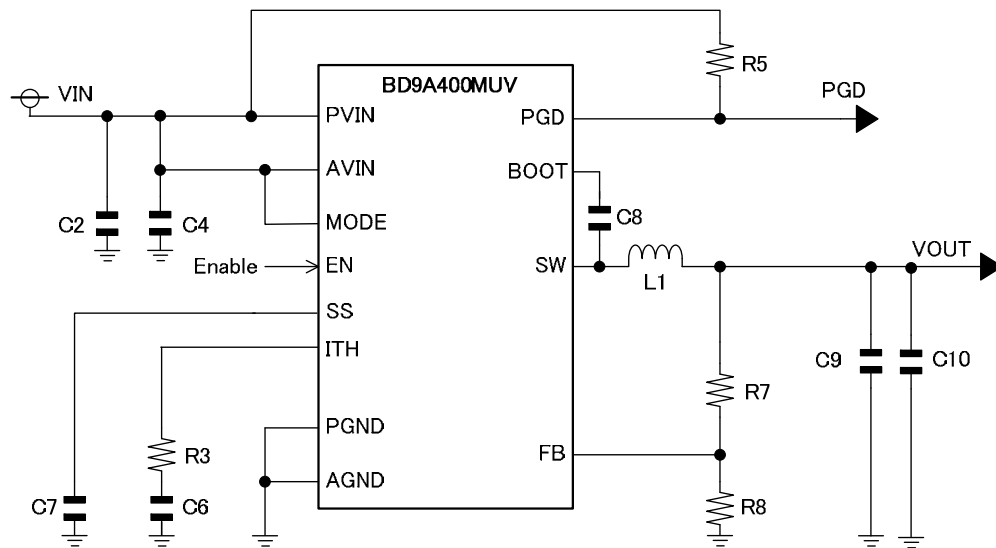 BD9A400MUV
VIN
R5
PGD
PVIN
PGD
AVIN
BOOT
C2
C4
MODE
C8
Enable
EN
SW
L1
VOUT
SS
ITH
C9
C10
R7
PGND
R3
FB
AGND
C7
C6
R8